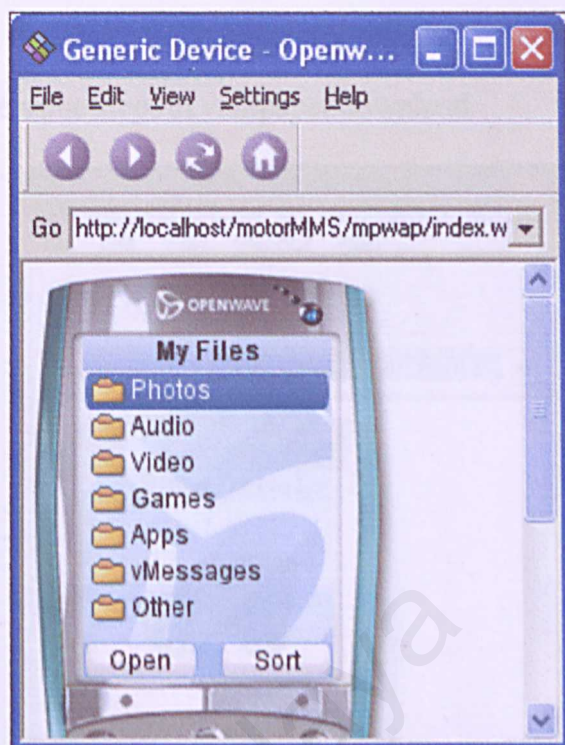 Generic Device - Openw...
File Edit View Settings Help
Go http://localhost/motorMMS/mpwap/index.w
OPENWAVE
My Files
Photos
Audio
Video
Games
Apps
vMessages
Other
Open Sort